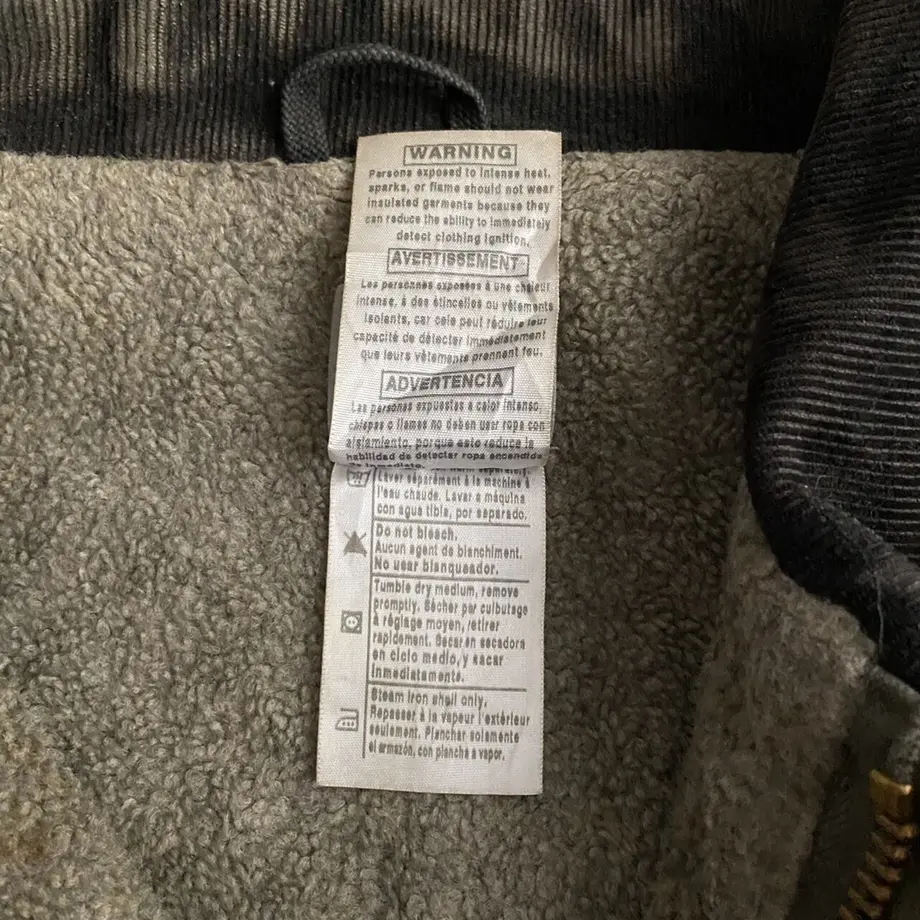 WARNING
Persons exposed to intense heat,
sparks, or flame should not wear
insulated garments because they
can reduce the ability to immediately
detect clothing ignition.
AVERTISSEMENT
Les personnes exposées à une chaleur
intense, à des étincelles ou vêtements
isolants, car cele peut réduire leur
capacité de détecter immédiatement
que leurs vêtements prennent feu.
ADVERTENCIA
Las personas expuestas a calor intenso,
chispas o llamas no deben usar ropa con
aislamiento, porque esto reduce la
habilidad de detectar ropa encendida
de inmediato.
warm separately.
Laver séparément à la machine à
l'eau chaude. Lavar a máquina
con agua tibia, por separado.
Do not bleach.
Aucun agent de blanchiment.
No usar blanqueador.
Tumble dry medium, remove
promptly. Sécher par culbutage
à réglage moyen, retirer
rapidement. Secar en secadora
en ciclo medio, y sacar
inmediatamente.
Steam iron shell only.
Repasser à la vapeur l'extérieur
seulement. Planchar solamente
el armazón, con plancha a vapor.